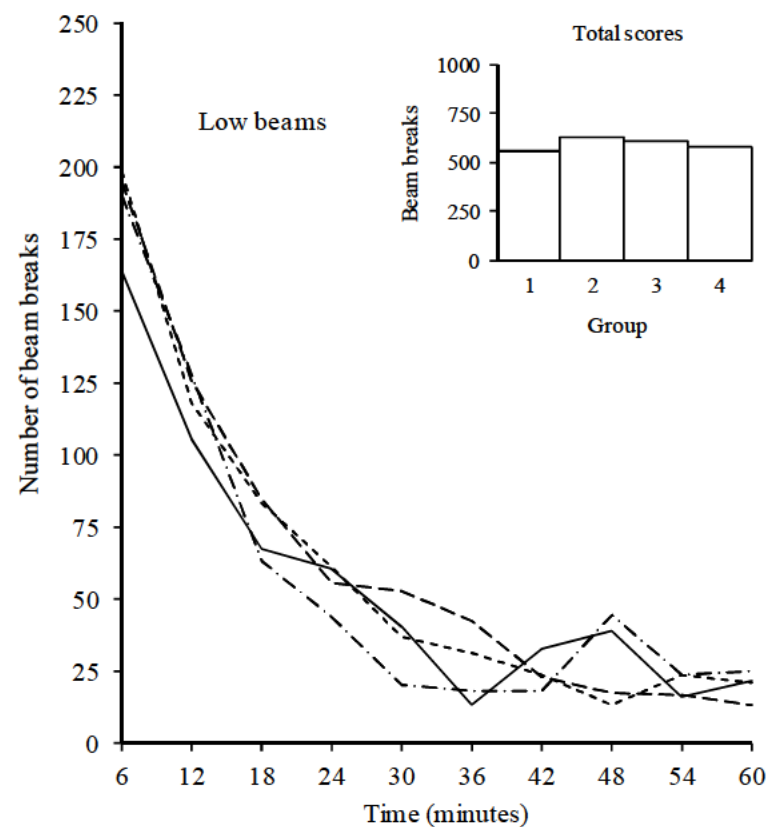 Total scores
Beam breaks
1000
750
500
250
0
1 2 3 4
Group
Low beams
Number of beam breaks
250
225
200
175
150
125
100
75
50
25
0
6 12 18 24 30 36 42 48 54 60
Time (minutes)